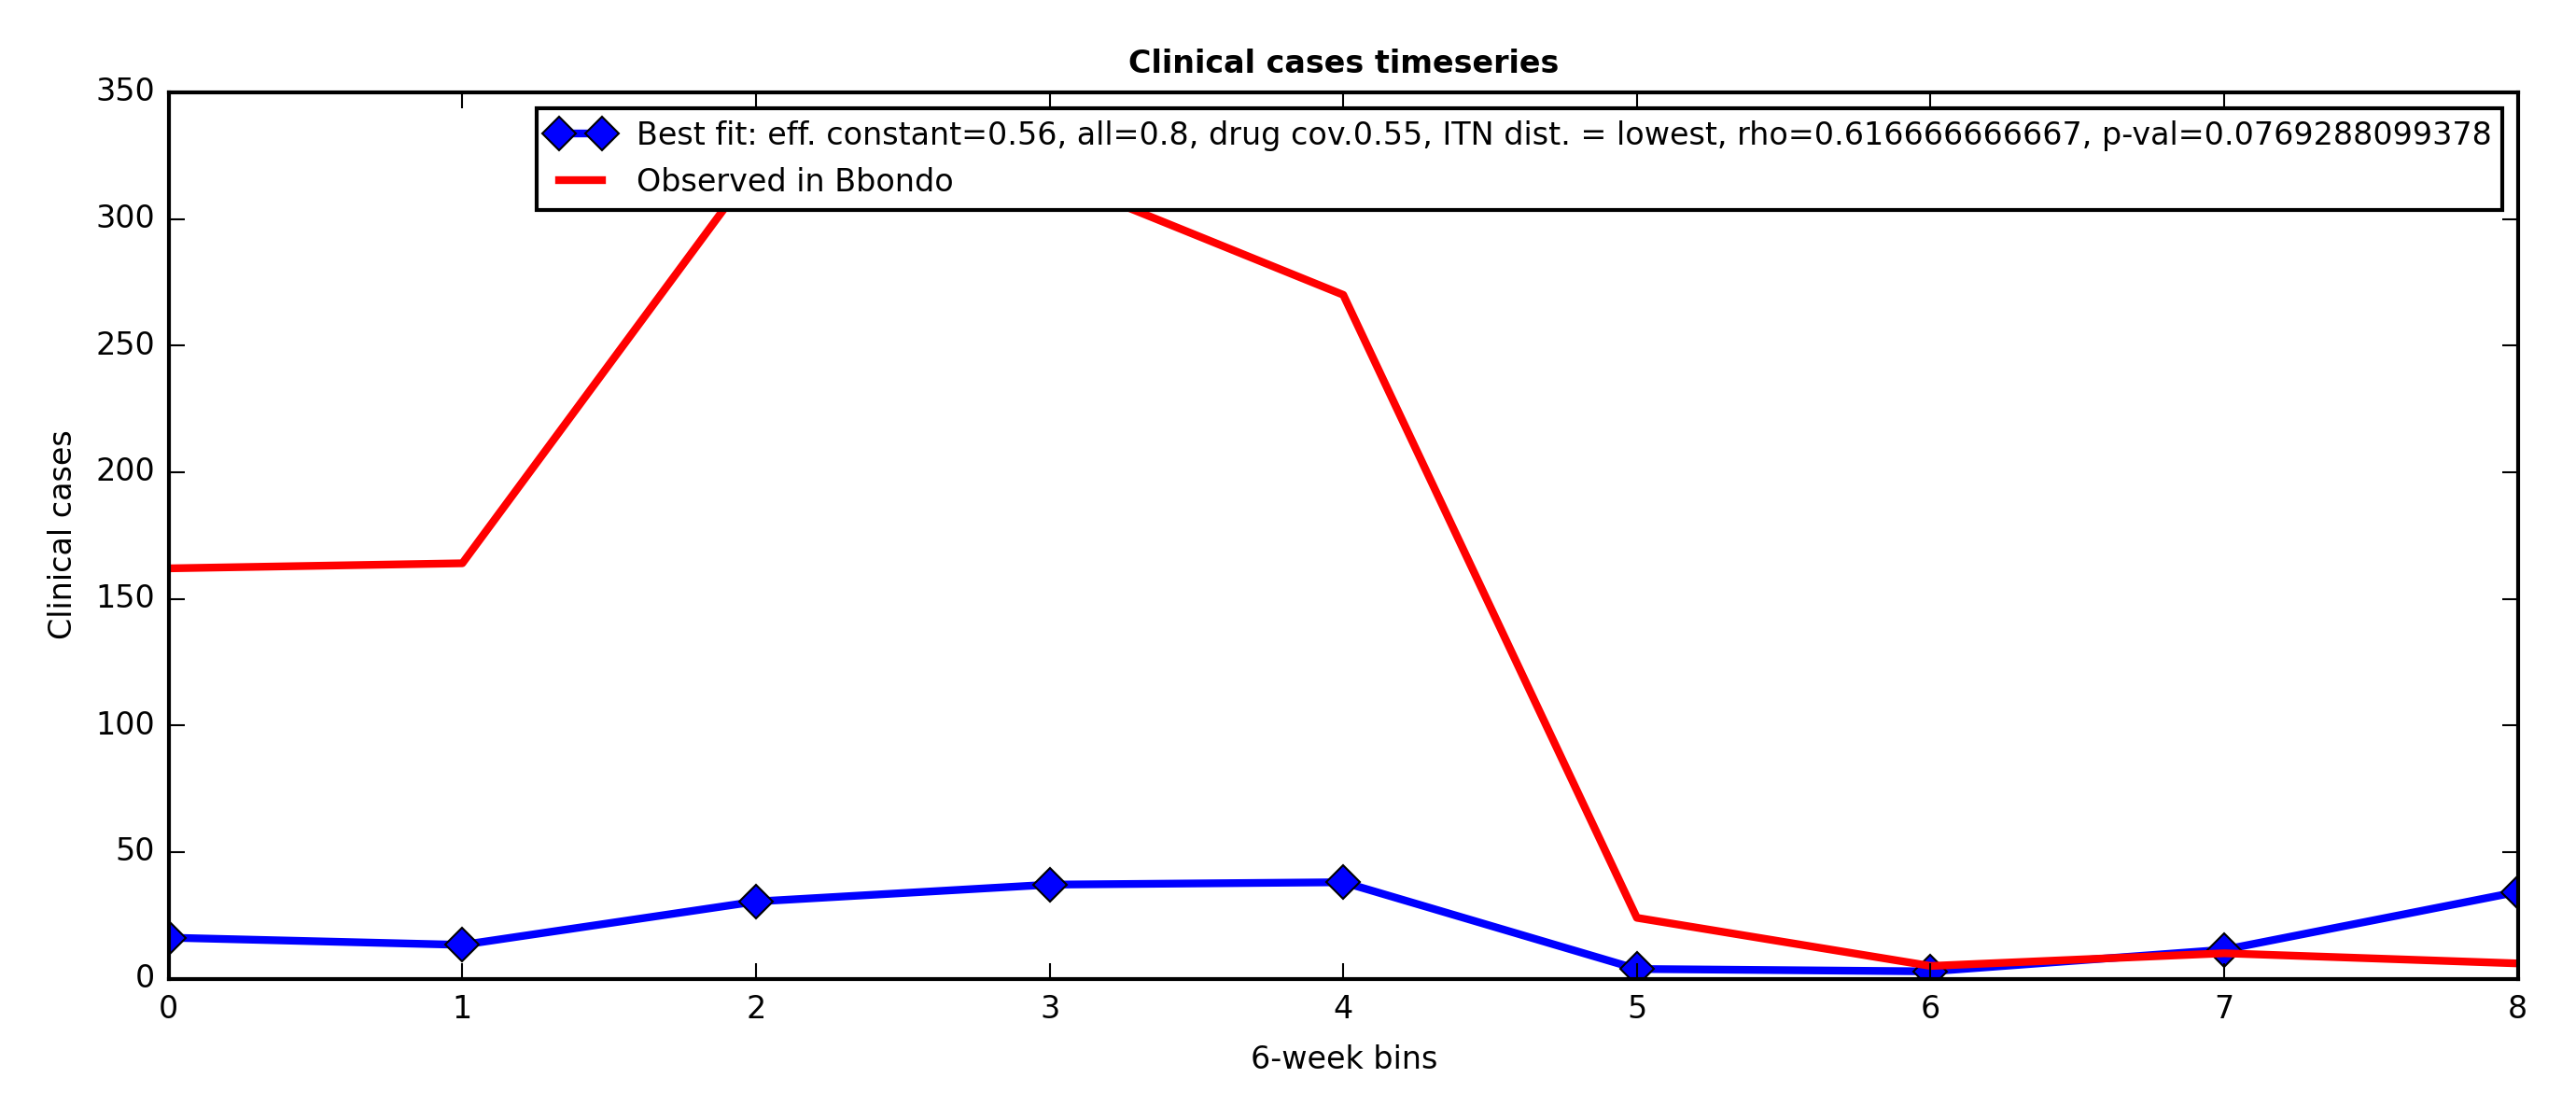 Clinical cases timeseries
350
300
250
200
150
100
50
0
Clinical cases
Best fit: eff. constant=0.56, all=0.8, drug cov.0.55, ITN dist. = lowest, rho=0.616666666667, p-val=0.0769288099378
Observed in Bbondo
0 1 2 3 4 5 6 7 8
6-week bins